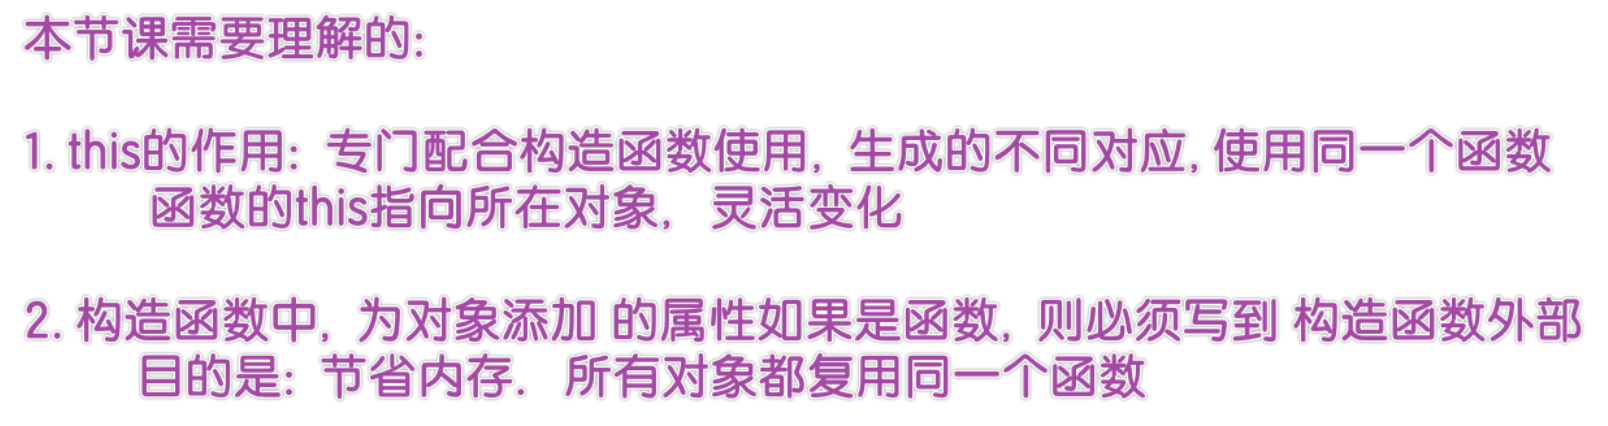 本节课需要理解的:
1. this的作用: 专门配合构造函数使用, 生成的不同对应, 使用同一个函数
函数的this指向所在对象, 灵活变化
2. 构造函数中, 为对象添加 的属性如果是函数, 则必须写到 构造函数外部
目的是: 节省内存. 所有对象都复用同一个函数